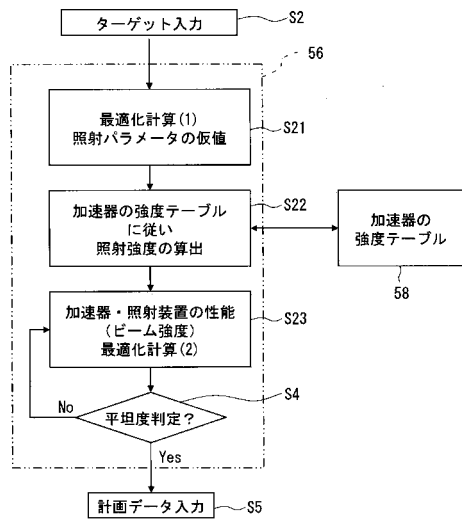 ターゲット入力
S2
56
最適化計算(1)
照射パラメータの仮値
S21
加速器の強度テーブル
に従い
照射強度の算出
S22
加速器の
強度テーブル
58
加速器・照射装置の性能
(ビーム強度)
最適化計算(2)
S23
平坦度判定?
S4
No
Yes
計画データ入力
S5